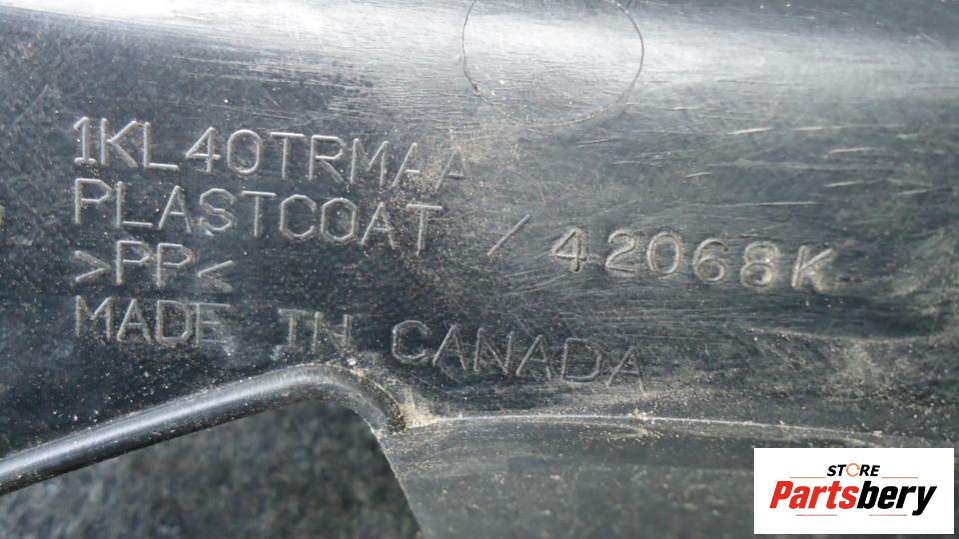 1KL40TRMAA
PLASTCOAT / 42068K
>PP<
MADE IN CANADA
STORE
Partsbery